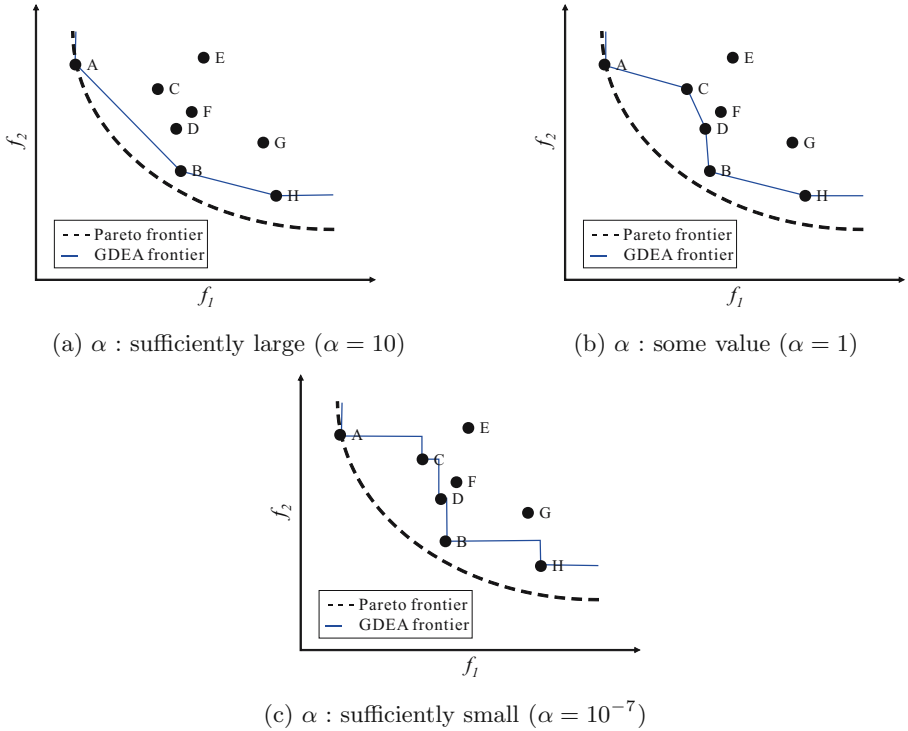 f2
A
E
C
F
D
G
B
H
Pareto frontier
GDEA frontier
f1
(a) α : sufficiently large (α = 10)
f2
A
E
C
F
D
G
B
H
Pareto frontier
GDEA frontier
f1
(b) α : some value (α = 1)
f2
A
E
C
F
D
G
B
H
Pareto frontier
GDEA frontier
f1
(c) α : sufficiently small (α = 10⁻⁷)